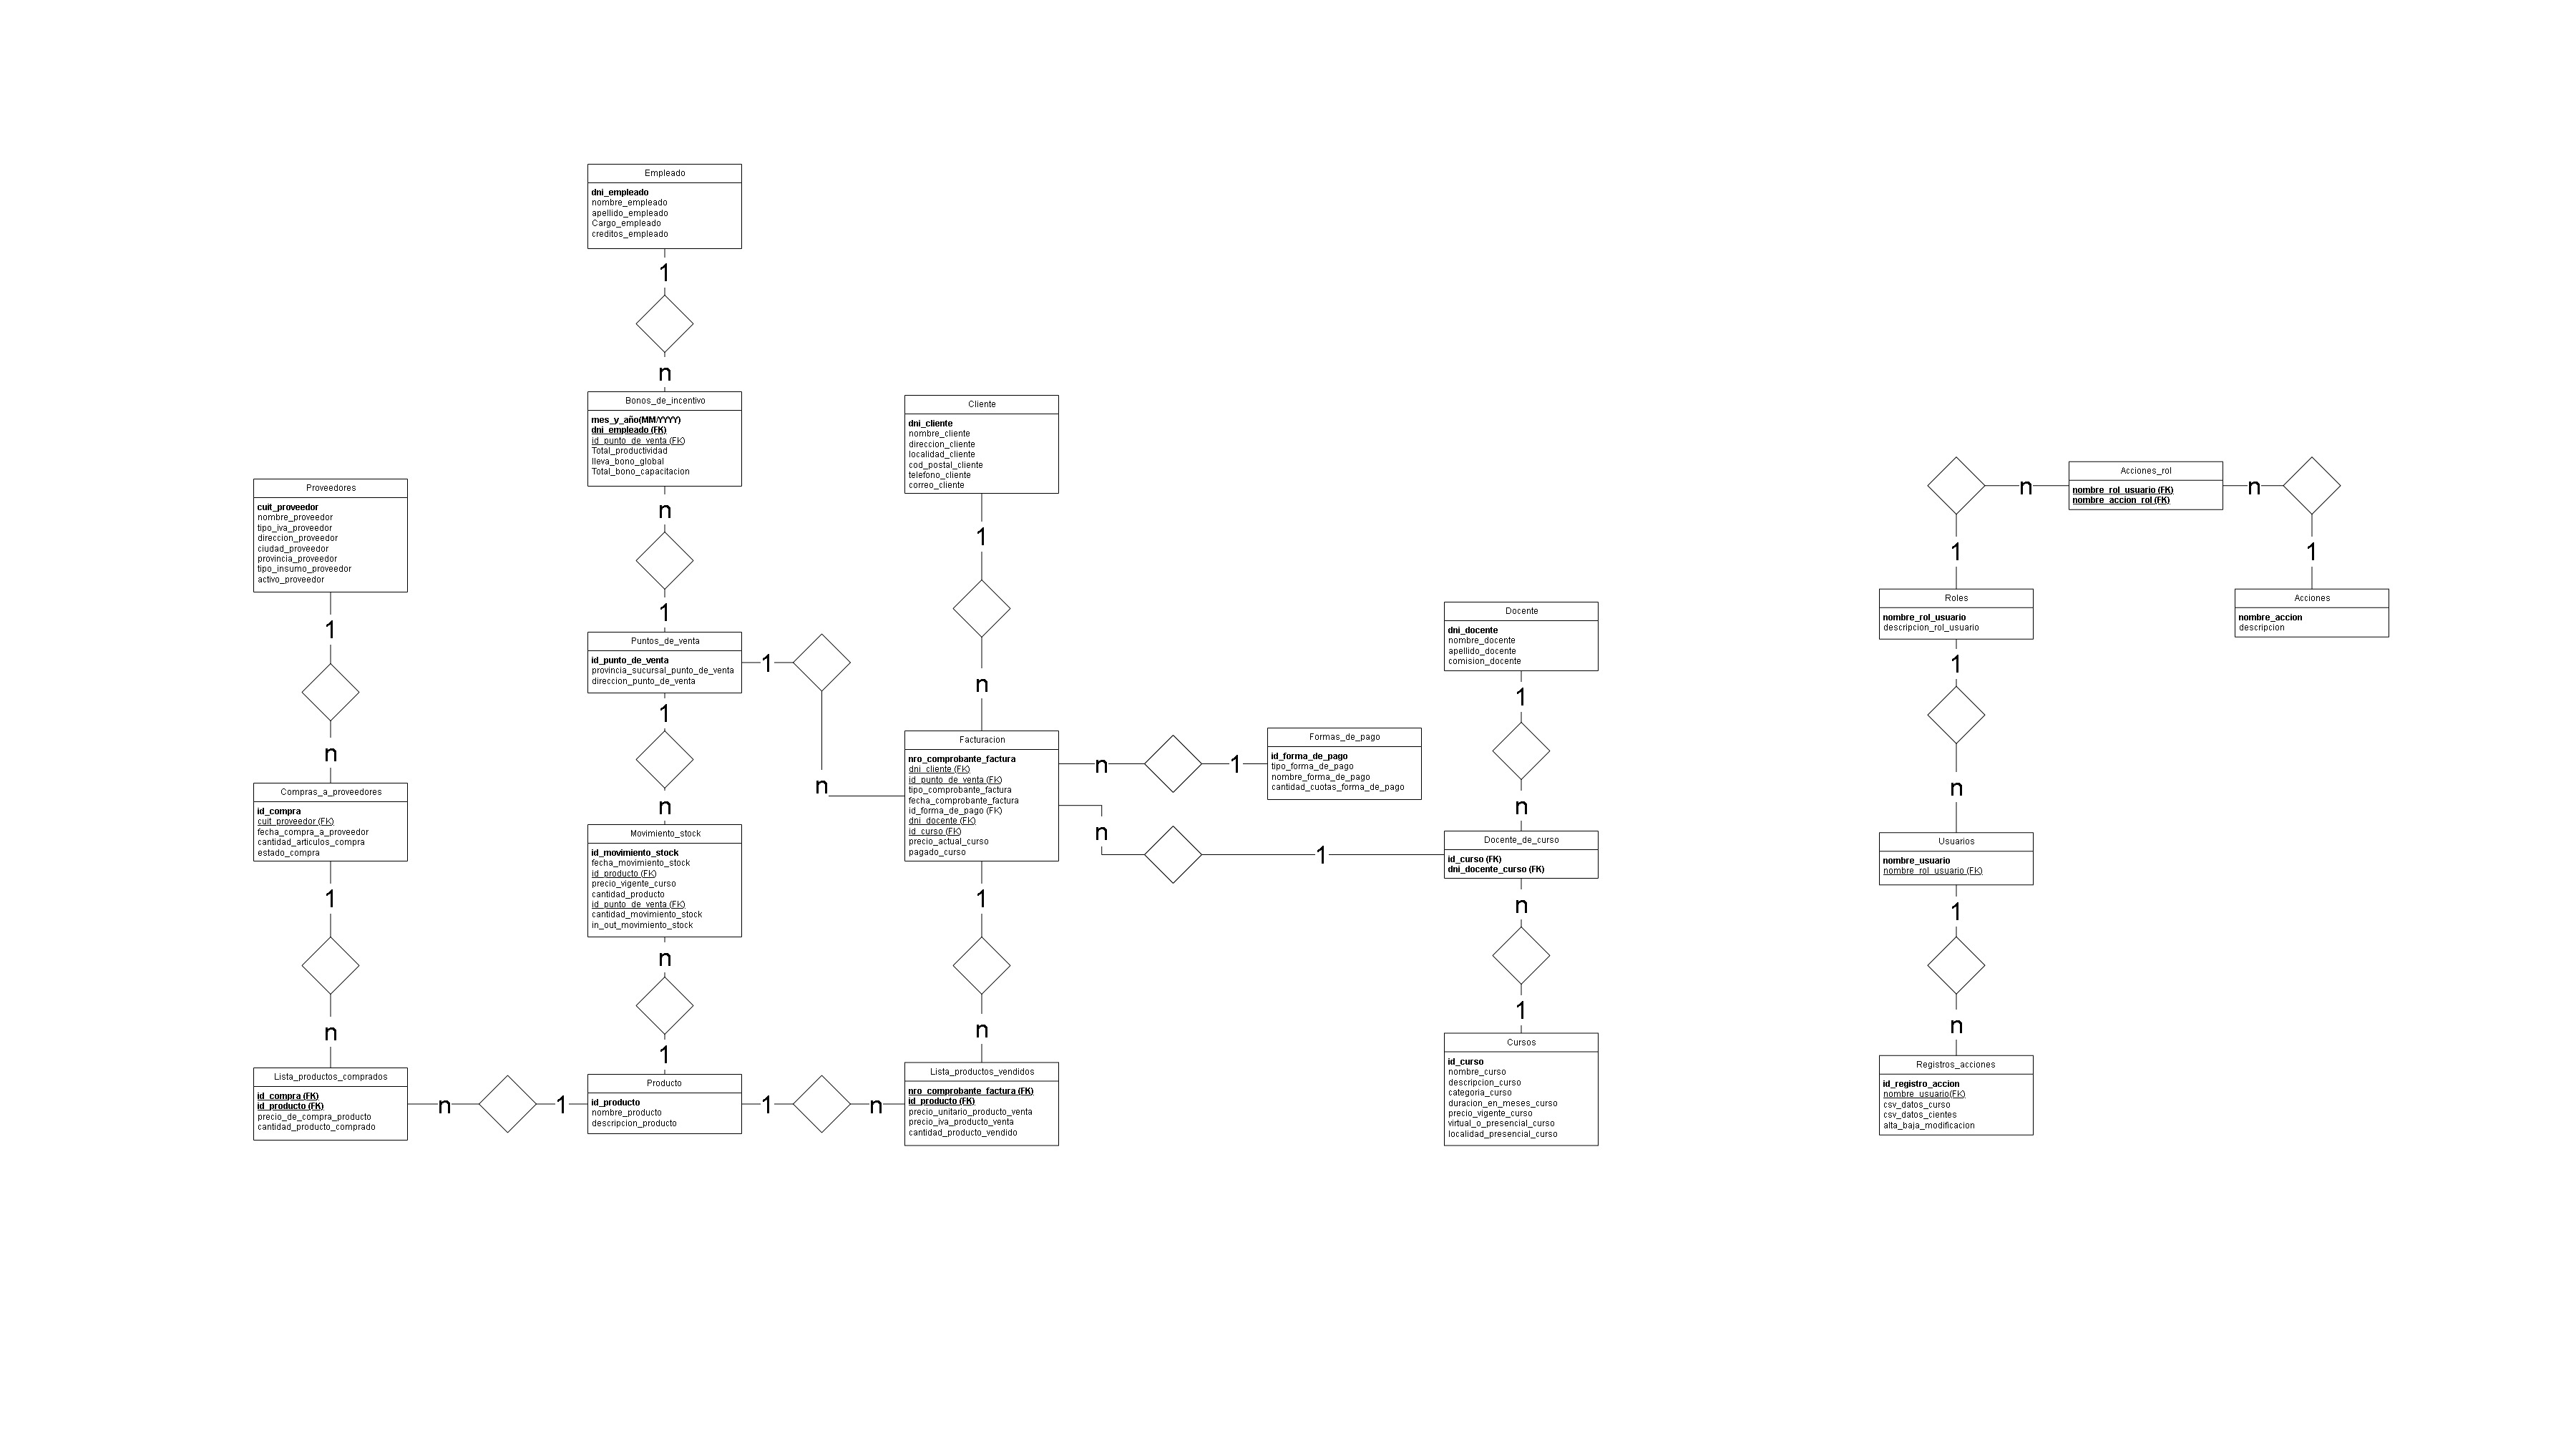 Empleado
dni_empleado
nombre_empleado
apellido_empleado
Cargo_empleado
creditos_empleado
1
n
Bonos_de_incentivo
mes_y_año(MM/YYYY)
dni_empleado (FK)
id_punto_de_venta (FK)
Total_productividad
lleva_bono_global
Total_bono_capacitacion
n
1
Puntos_de_venta
id_punto_de_venta
provincia_sucursal_punto_de_venta
direccion_punto_de_venta
1
n
1
n
Movimiento_stock
id_movimiento_stock
fecha_movimiento_stock
id_producto (FK)
precio_vigente_curso
cantidad_producto
id_punto_de_venta (FK)
cantidad_movimiento_stock
in_out_movimiento_stock
n
1
Producto
id_producto
nombre_producto
descripcion_producto
Proveedores
cuit_proveedor
nombre_proveedor
tipo_iva_proveedor
direccion_proveedor
ciudad_proveedor
provincia_proveedor
tipo_insumo_proveedor
activo_proveedor
1
n
Compras_a_proveedores
id_compra
cuit_proveedor (FK)
fecha_compra_a_proveedor
cantidad_articulos_compra
estado_compra
1
n
Lista_productos_comprados
id_compra (FK)
id_producto (FK)
precio_de_compra_producto
cantidad_producto_comprado
n
1
1
n
Cliente
dni_cliente
nombre_cliente
direccion_cliente
localidad_cliente
cod_postal_cliente
telefono_cliente
correo_cliente
1
n
Facturacion
nro_comprobante_factura
dni_cliente (FK)
id_punto_de_venta (FK)
tipo_comprobante_factura
fecha_comprobante_factura
id_forma_de_pago (FK)
dni_docente (FK)
id_curso (FK)
precio_actual_curso
pagado_curso
1
n
Lista_productos_vendidos
nro_comprobante_factura (FK)
id_producto (FK)
precio_unitario_producto_venta
precio_iva_producto_venta
cantidad_producto_vendido
n
1
Formas_de_pago
id_forma_de_pago
tipo_forma_de_pago
nombre_forma_de_pago
cantidad_cuotas_forma_de_pago
n
1
Docente
dni_docente
nombre_docente
apellido_docente
comision_docente
1
n
Docente_de_curso
id_curso (FK)
dni_docente_curso (FK)
n
1
Cursos
id_curso
nombre_curso
descripcion_curso
categoria_curso
duracion_en_meses_curso
precio_vigente_curso
virtual_o_presencial_curso
localidad_presencial_curso
n
Acciones_rol
nombre_rol_usuario (FK)
nombre_accion_rol (FK)
n
1
1
Roles
nombre_rol_usuario
descripcion_rol_usuario
Acciones
nombre_accion
descripcion
1
n
Usuarios
nombre_usuario
nombre_rol_usuario (FK)
1
n
Registros_acciones
id_registro_accion
nombre_usuario(FK)
csv_datos_curso
csv_datos_cientes
alta_baja_modificacion